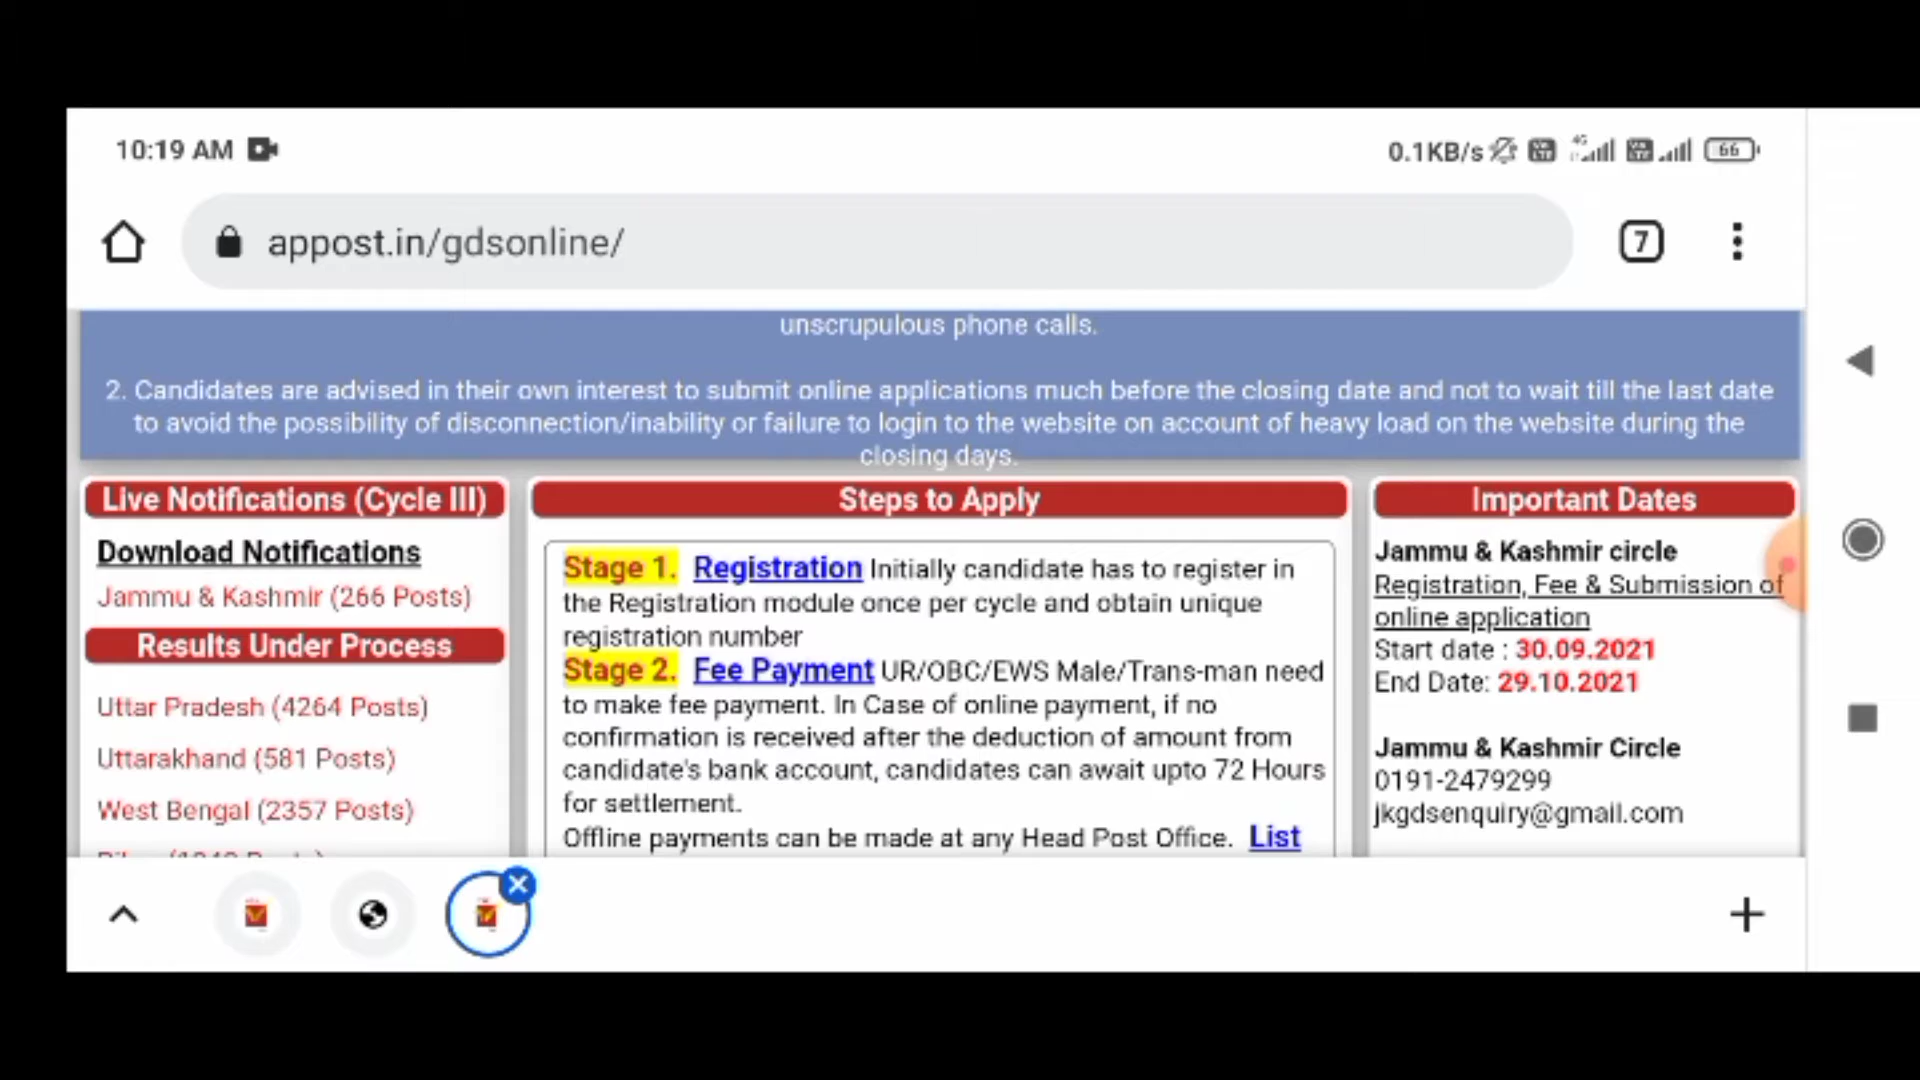 10:19 AM
0.1KB/s
4G
66
appost.in/gdsonline/
7
unscrupulous phone calls.
2. Candidates are advised in their own interest to submit online applications much before the closing date and not to wait till the last date
to avoid the possibility of disconnection/inability or failure to login to the website on account of heavy load on the website during the
closing days.
Live Notifications (Cycle III)
Download Notifications
Jammu & Kashmir (266 Posts)
Results Under Process
Uttar Pradesh (4264 Posts)
Uttarakhand (581 Posts)
West Bengal (2357 Posts)
Steps to Apply
Stage 1. Registration Initially candidate has to register in
the Registration module once per cycle and obtain unique
registration number
Stage 2. Fee Payment UR/OBC/EWS Male/Trans-man need
to make fee payment. In Case of online payment, if no
confirmation is received after the deduction of amount from
candidate's bank account, candidates can await upto 72 Hours
for settlement.
Offline payments can be made at any Head Post Office. List
Important Dates
Jammu & Kashmir circle
Registration, Fee & Submission of
online application
Start date : 30.09.2021
End Date: 29.10.2021
Jammu & Kashmir Circle
0191-2479299
jkgdsenquiry@gmail.com